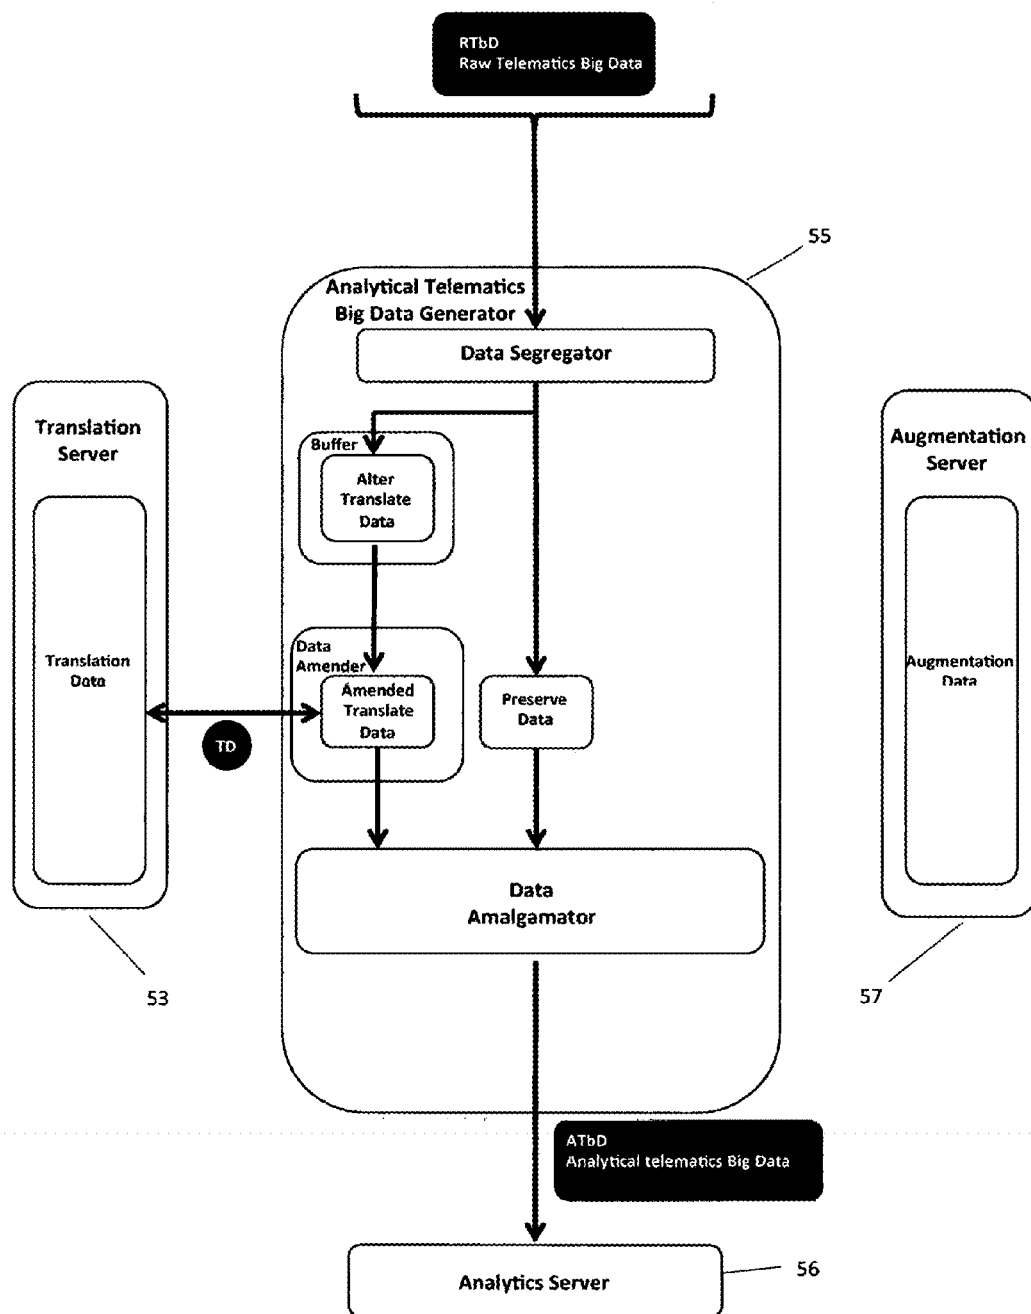 RTbD
Raw Telematics Big Data
55
Analytical Telematics
Big Data Generator
Data Segregator
Translation
Server
Buffer
Alter
Translate
Data
Augmentation
Server
Translation
Data
Data
Amender
Amended
Translate
Data
Preserve
Data
Augmentation
Data
TD
Data
Amalgamator
53
57
ATbD
Analytical telematics Big Data
Analytics Server
56